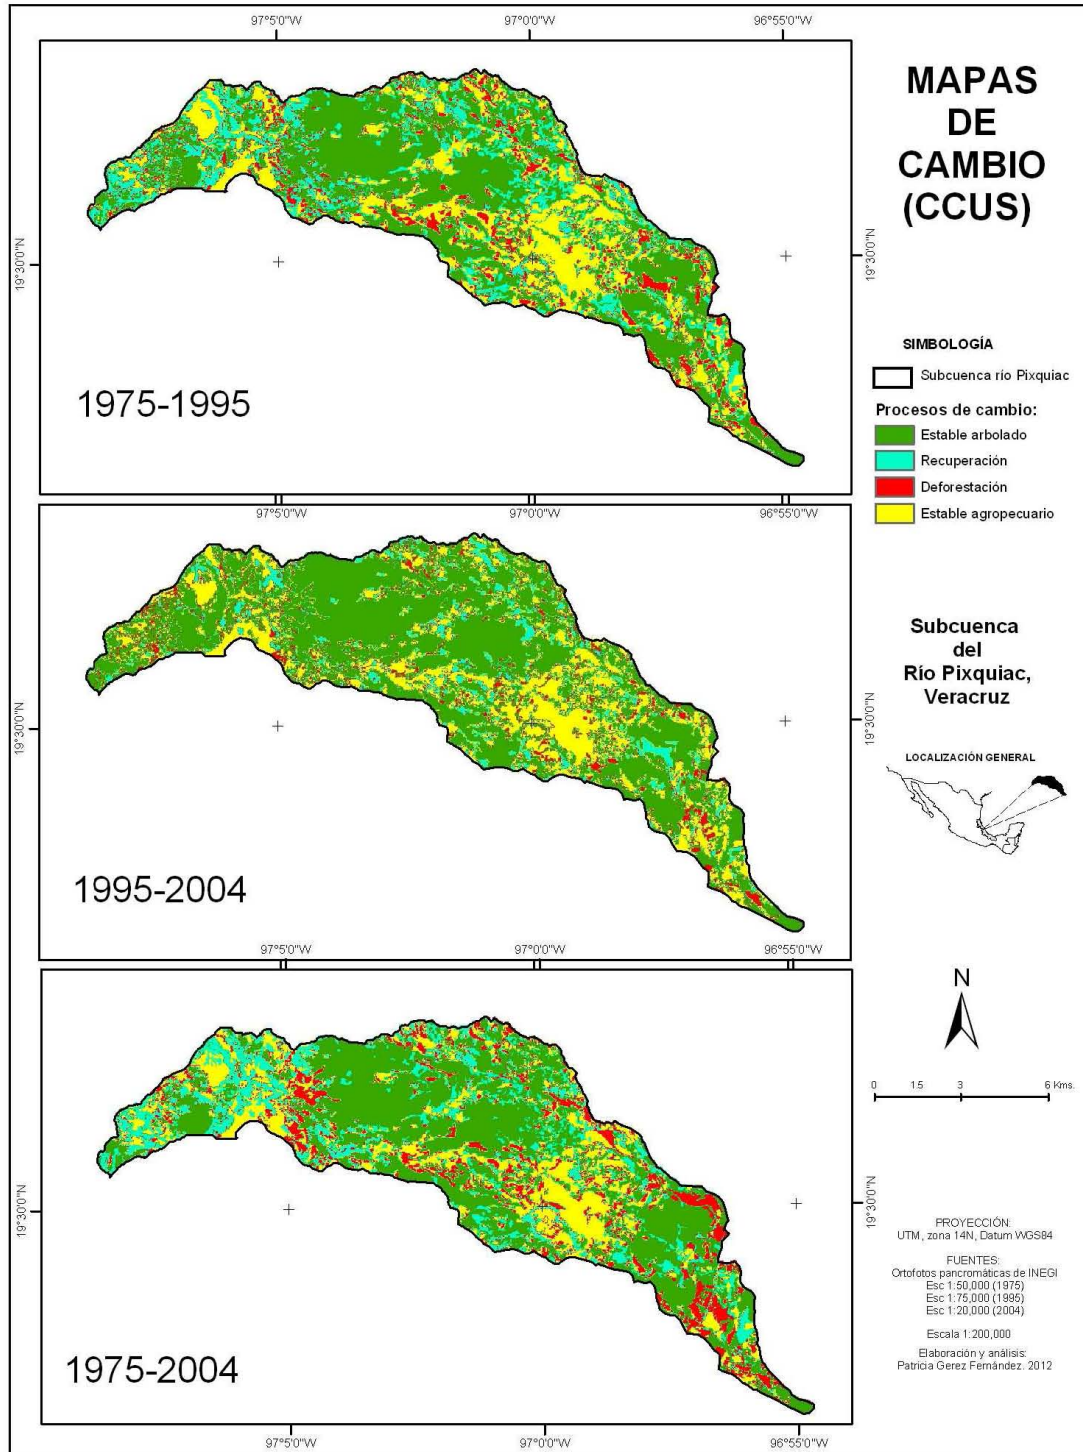 97°5'0"W
97°0'0"W
96°55'0"W
MAPAS
DE
CAMBIO
(CCUS)
19°30'0"N
19°30'0"N
1975-1995
SIMBOLOGÍA
Subcuenca río Pixquiac
Procesos de cambio:
Estable arbolado
Recuperación
Deforestación
Estable agropecuario
97°5'0"W
97°0'0"W
96°55'0"W
19°30'0"N
19°30'0"N
1995-2004
Subcuenca
del
Río Pixquiac,
Veracruz
LOCALIZACIÓN GENERAL
97°5'0"W
97°0'0"W
96°55'0"W
N
0 1.5 3 6 Kms.
19°30'0"N
19°30'0"N
1975-2004
PROYECCIÓN:
UTM, zona 14N, Datum WGS84
FUENTES:
Ortofotos pancromáticas de INEGI
Esc 1:50,000 (1975)
Esc 1:75,000 (1995)
Esc 1:20,000 (2004)
Escala 1:200,000
Elaboración y análisis:
Patricia Gerez Fernández. 2012
97°5'0"W
97°0'0"W
96°55'0"W